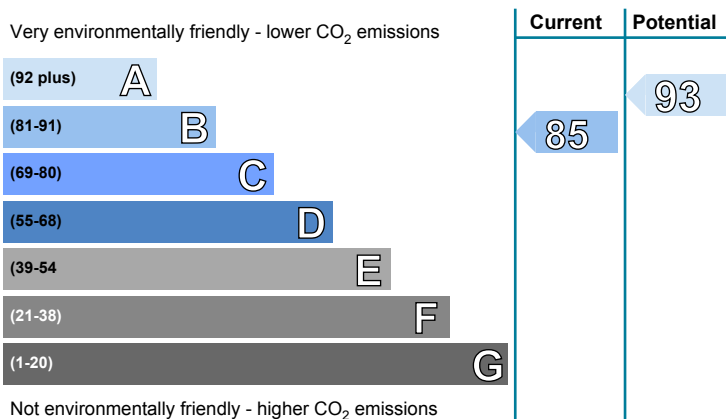 Current Potential
Very environmentally friendly - lower CO2 emissions
(92 plus) A
93
(81-91) B
85
(69-80) C
(55-68) D
(39-54 E
(21-38) F
(1-20) G
Not environmentally friendly - higher CO2 emissions